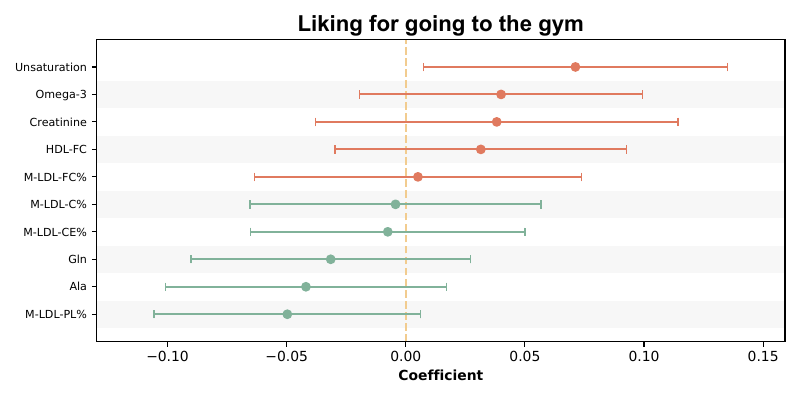 Liking for going to the gym
Unsaturation
Omega-3
Creatinine
HDL-FC
M-LDL-FC%
M-LDL-C%
M-LDL-CE%
Gln
Ala
M-LDL-PL%
−0.10 −0.05 0.00 0.05 0.10 0.15
Coefficient